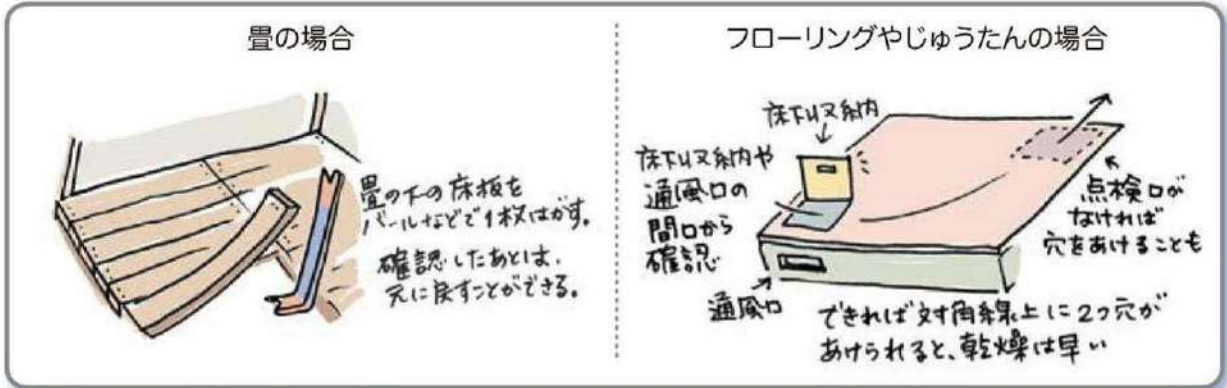 畳の場合
畳の下の床板を
バールなどで1枚はがす。
確認したあとは、
元に戻すことができる。
フローリングやじゅうたんの場合
床下収納
床下収納や
通風口の
間口から
確認
通風口
点検口が
なければ
穴をあけることも
できれば対角線上に2つ穴が
あけられると、乾燥は早い